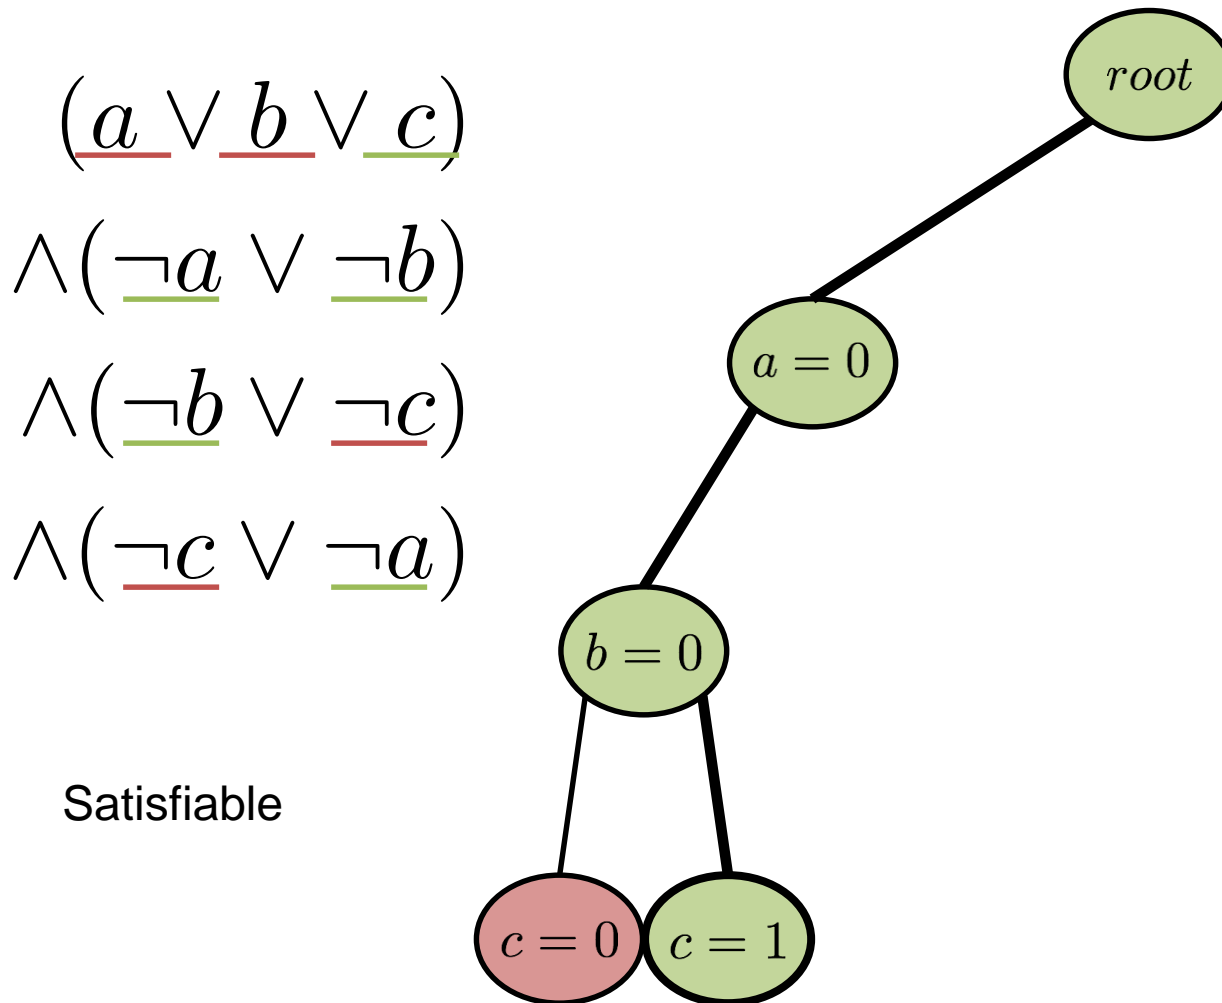 (a ∨ b ∨ c)
∧(¬a ∨ ¬b)
∧(¬b ∨ ¬c)
∧(¬c ∨ ¬a)
Satisfiable
root
a = 0
b = 0
c = 0
c = 1